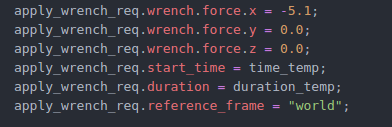 apply_wrench_req.wrench.force.x = -5.1;
apply_wrench_req.wrench.force.y = 0.0;
apply_wrench_req.wrench.force.z = 0.0;
apply_wrench_req.start_time = time_temp;
apply_wrench_req.duration = duration_temp;
apply_wrench_req.reference_frame = "world";